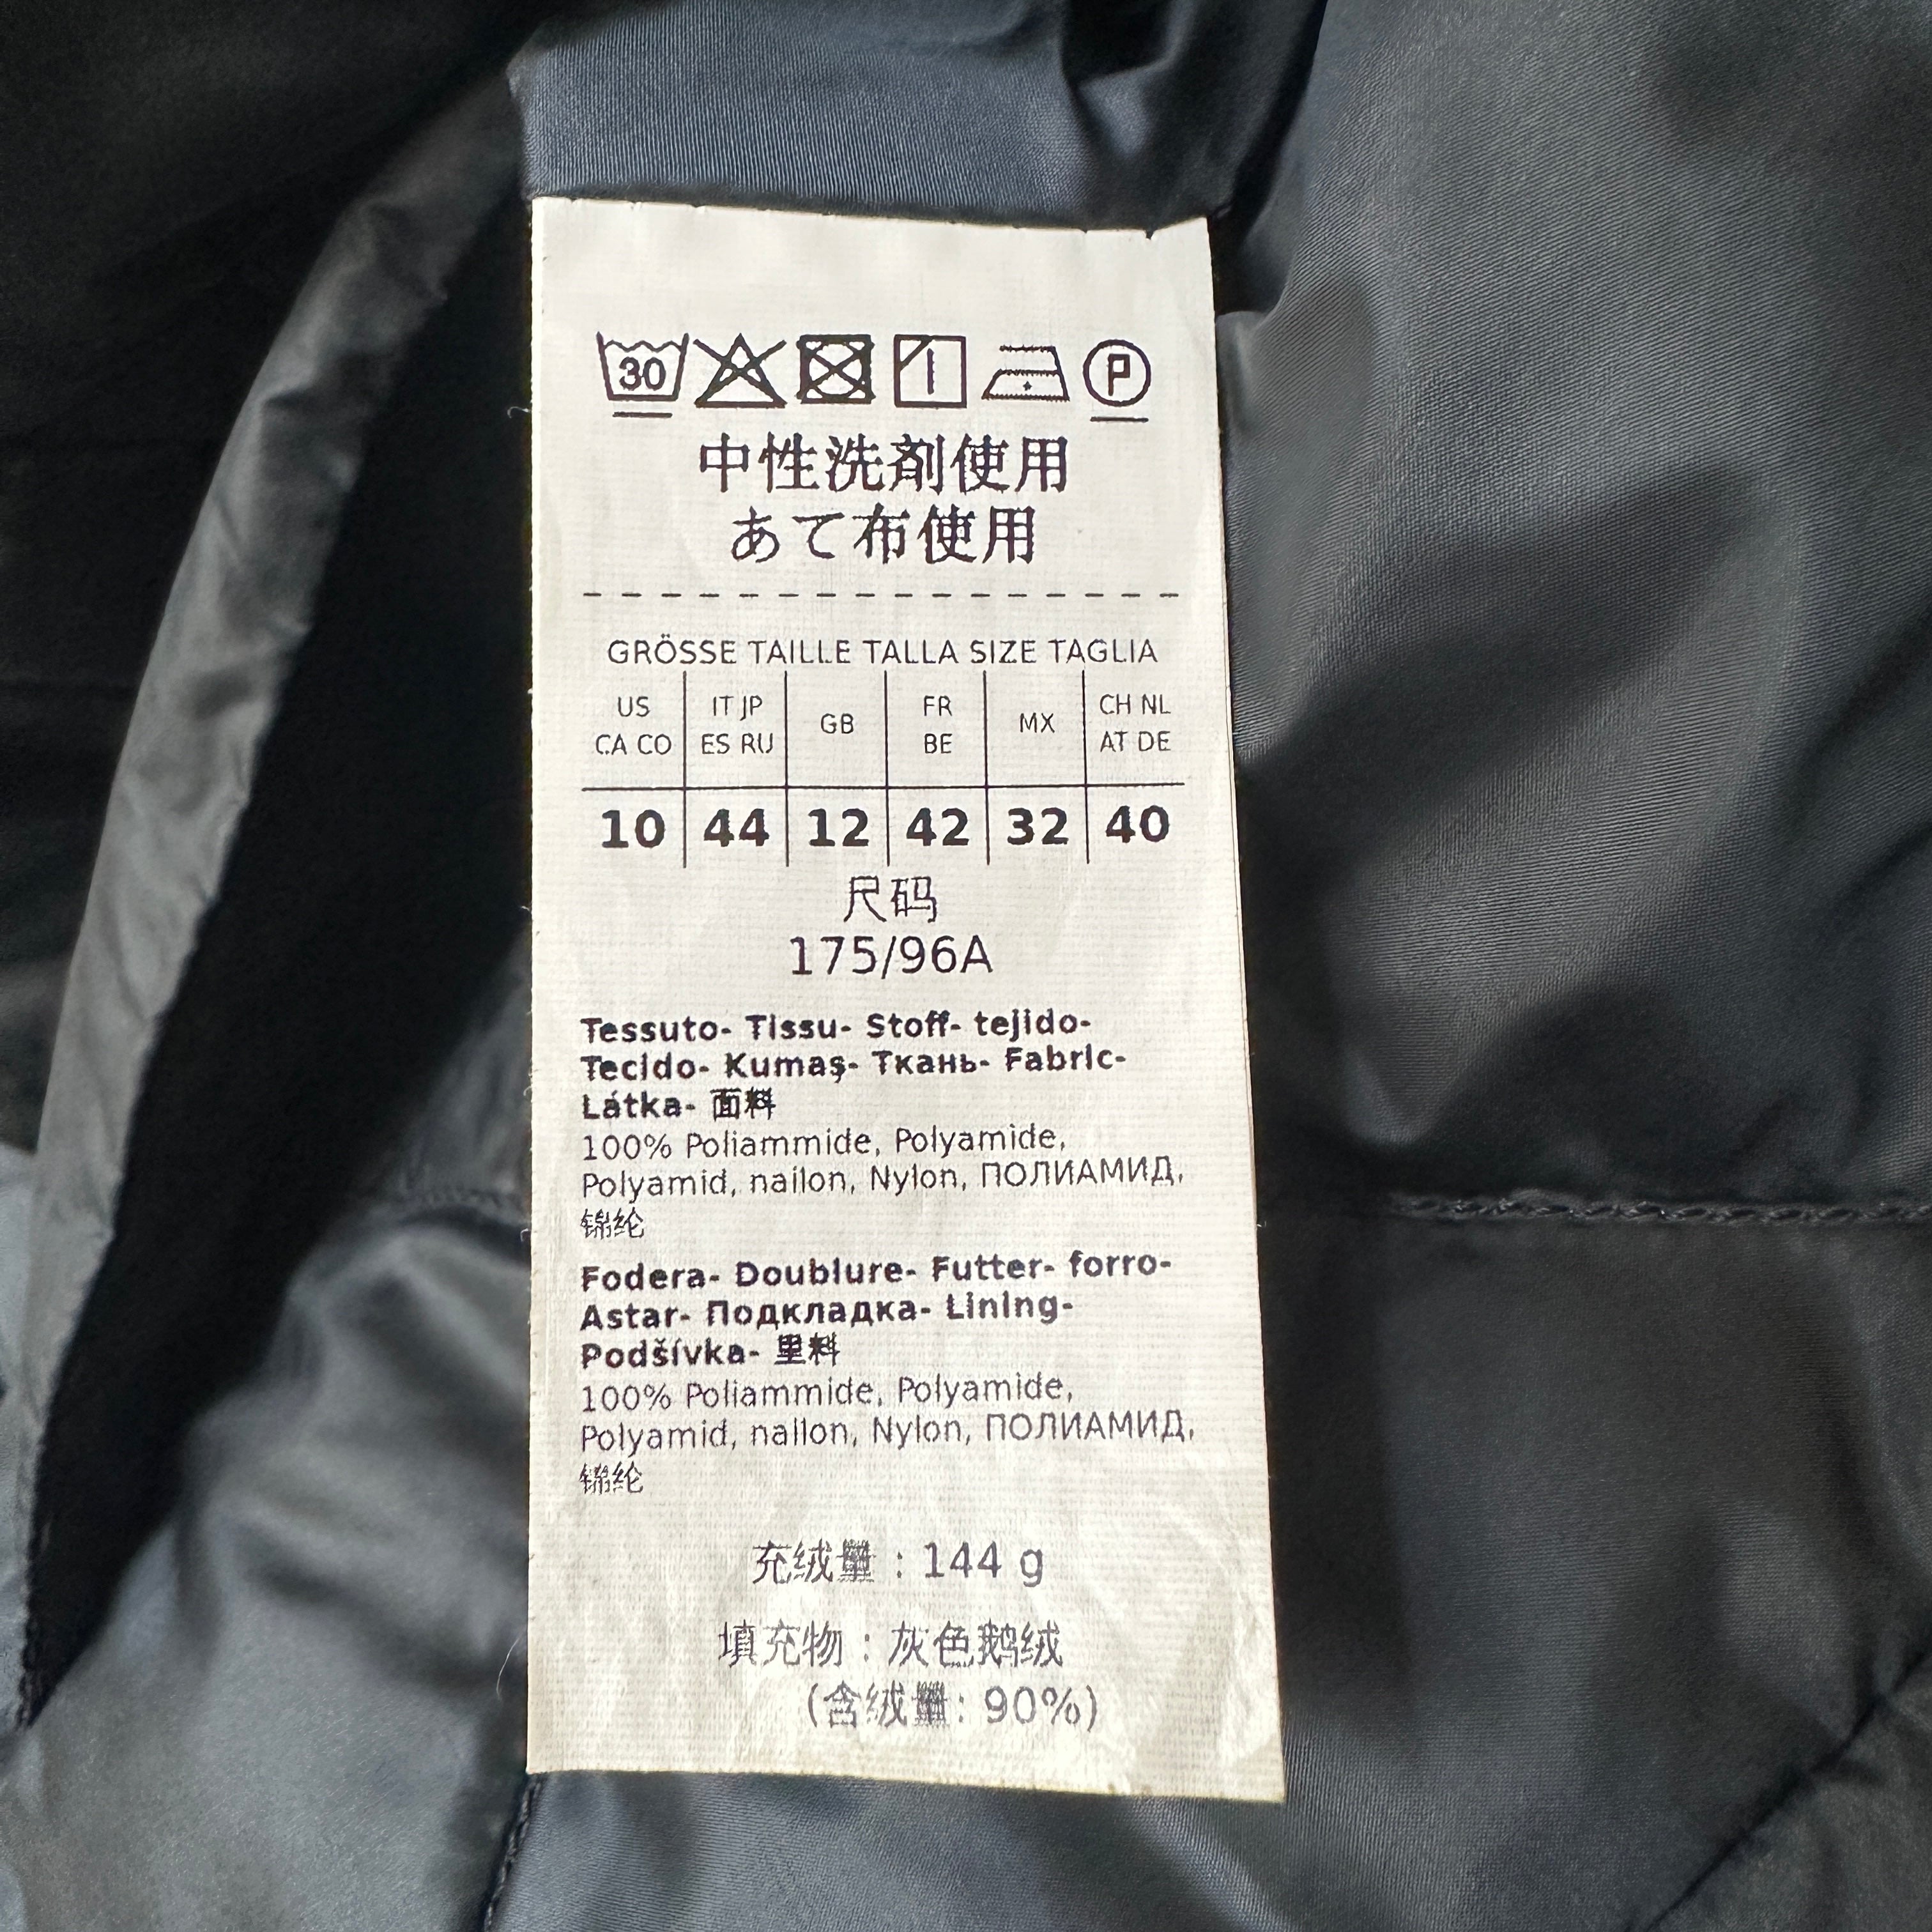 30 P
中性洗剤使用
あて布使用
GRÖSSE TAILLE TALLA SIZE TAGLIA
US CA CO IT JP ES RU GB FR BE MX CH NL AT DE
10 44 12 42 32 40
尺码
175/96A
Tessuto- Tissu- Stoff- tejido-
Tecido- Kumaş- Ткань- Fabric-
Látka- 面料
100% Poliammide, Polyamide,
Polyamid, nailon, Nylon, ПОЛИАМИД,
锦纶
Fodera- Doublure- Futter- forro-
Astar- Подкладка- Lining-
Podšívka- 里料
100% Poliammide, Polyamide,
Polyamid, nailon, Nylon, ПОЛИАМИД,
锦纶
充绒量 : 144 g
填充物 : 灰色鹅绒
(含绒量: 90%)